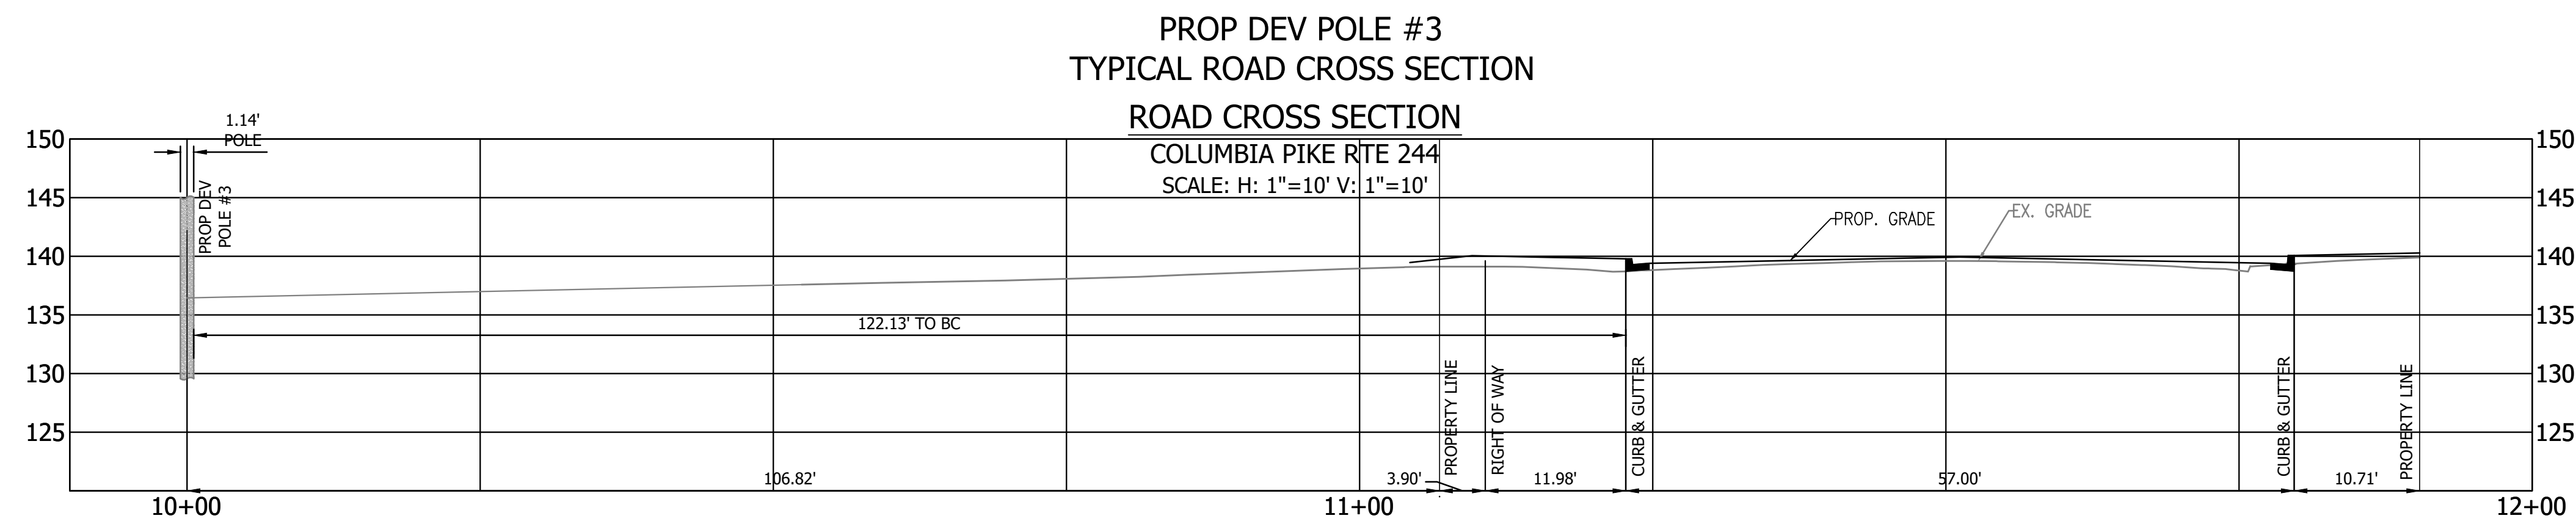 PROP DEV POLE #3
TYPICAL ROAD CROSS SECTION
ROAD CROSS SECTION
COLUMBIA PIKE RTE 244
SCALE: H: 1"=10' V: 1"=10'
1.14'
POLE
150
145
140
135
130
125
PROP DEV
POLE #3
122.13' TO BC
PROP. GRADE
EX. GRADE
PROPERTY LINE
RIGHT OF WAY
CURB & GUTTER
CURB & GUTTER
PROPERTY LINE
150
145
140
135
130
125
106.82'
3.90'
11.98'
57.00'
10.71'
10+00
11+00
12+00